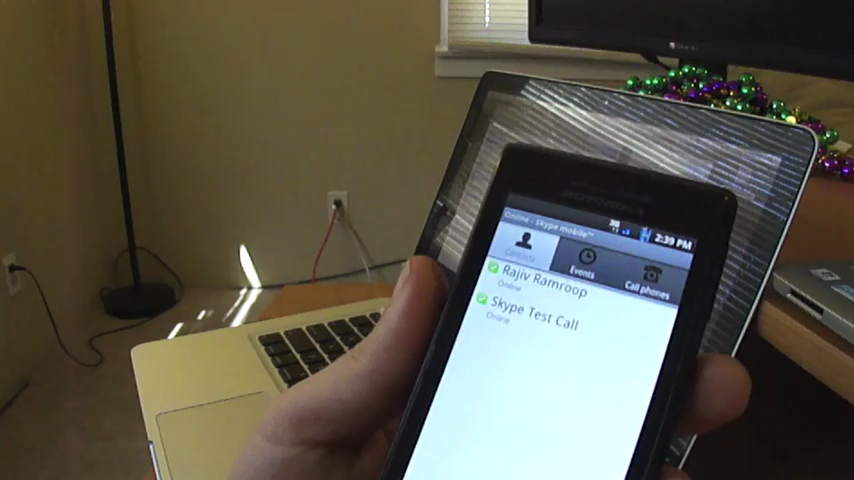 Online - Skype mobile™
2:39 PM
Contacts
Events
Call phones
Rajiv Ramroop
Online
Skype Test Call
Online